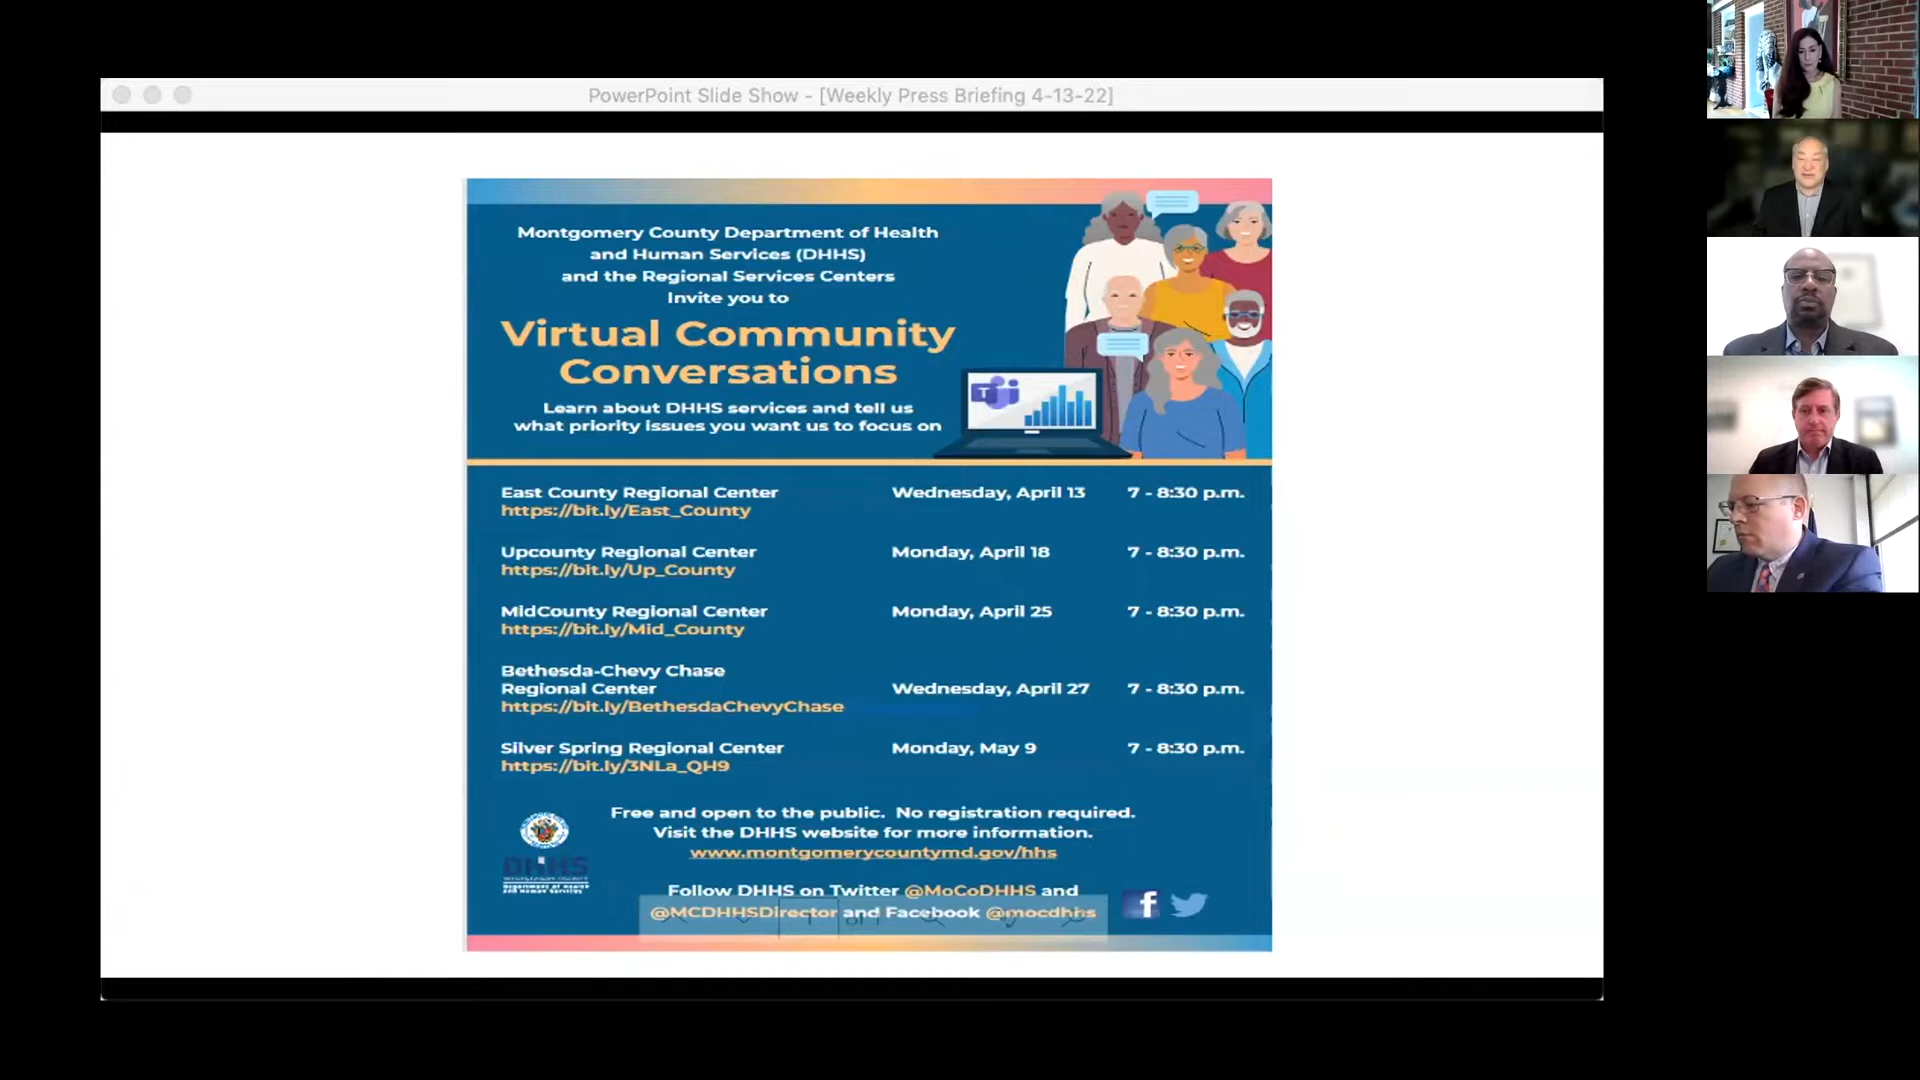 PowerPoint Slide Show - [Weekly Press Briefing 4-13-22]
Montgomery County Department of Health
and Human Services (DHHS)
and the Regional Services Centers
Invite you to
Virtual Community
Conversations
Learn about DHHS services and tell us
what priority issues you want us to focus on
East County Regional Center Wednesday, April 13 7 - 8:30 p.m.
https://bit.ly/East_County
Upcounty Regional Center Monday, April 18 7 - 8:30 p.m.
https://bit.ly/Up_County
MidCounty Regional Center Monday, April 25 7 - 8:30 p.m.
https://bit.ly/Mid_County
Bethesda-Chevy Chase
Regional Center Wednesday, April 27 7 - 8:30 p.m.
https://bit.ly/BethesdaChevyChase
Silver Spring Regional Center Monday, May 9 7 - 8:30 p.m.
https://bit.ly/3NLa_QH9
Free and open to the public. No registration required.
Visit the DHHS website for more information.
www.montgomerycountymd.gov/hhs
DHHS
Department of Health
and Human Services
Follow DHHS on Twitter @MoCoDHHS and
@MCDHHSDirector and Facebook @mocdhhs